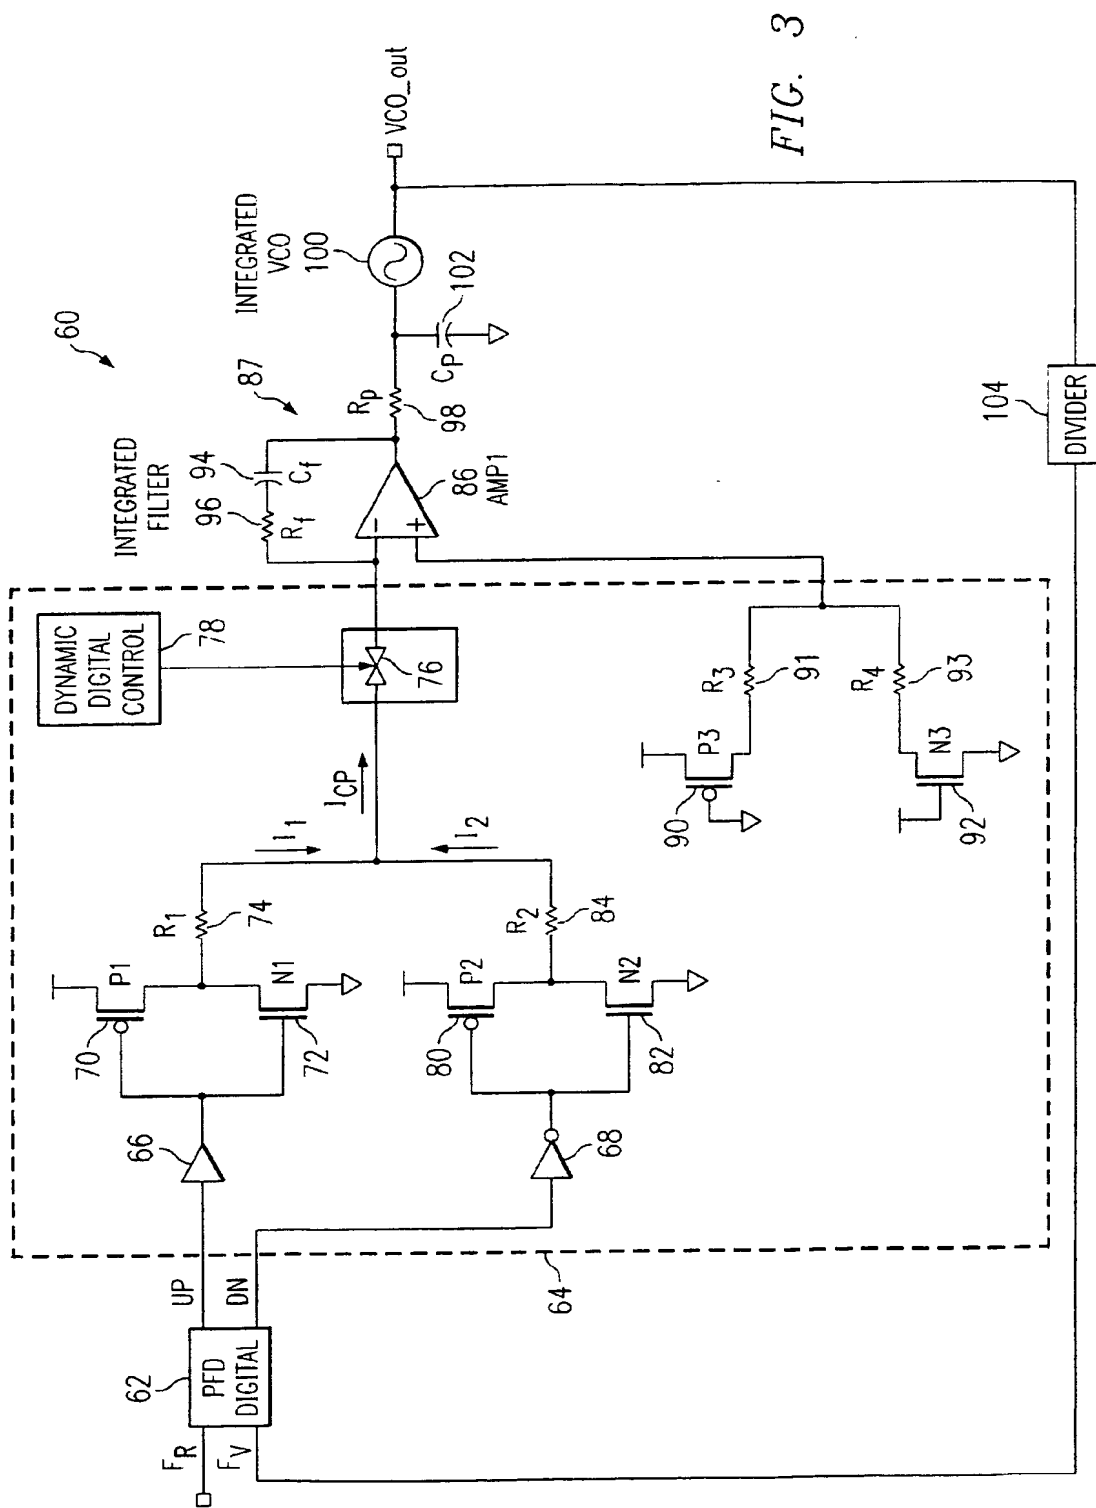 60
INTEGRATED
FILTER
87
INTEGRATED
VCO
100
VCO_out
96
94
Rf
Cf
Rp
98
86
AMP1
CP
102
DYNAMIC
DIGITAL
CONTROL
78
76
ICP
I1
I2
R1
74
P1
70
N1
72
66
R2
84
P2
80
N2
82
68
P3
90
R3
91
N3
92
R4
93
UP
DN
62
PFD
DIGITAL
FR
FV
64
104
DIVIDER
FIG. 3